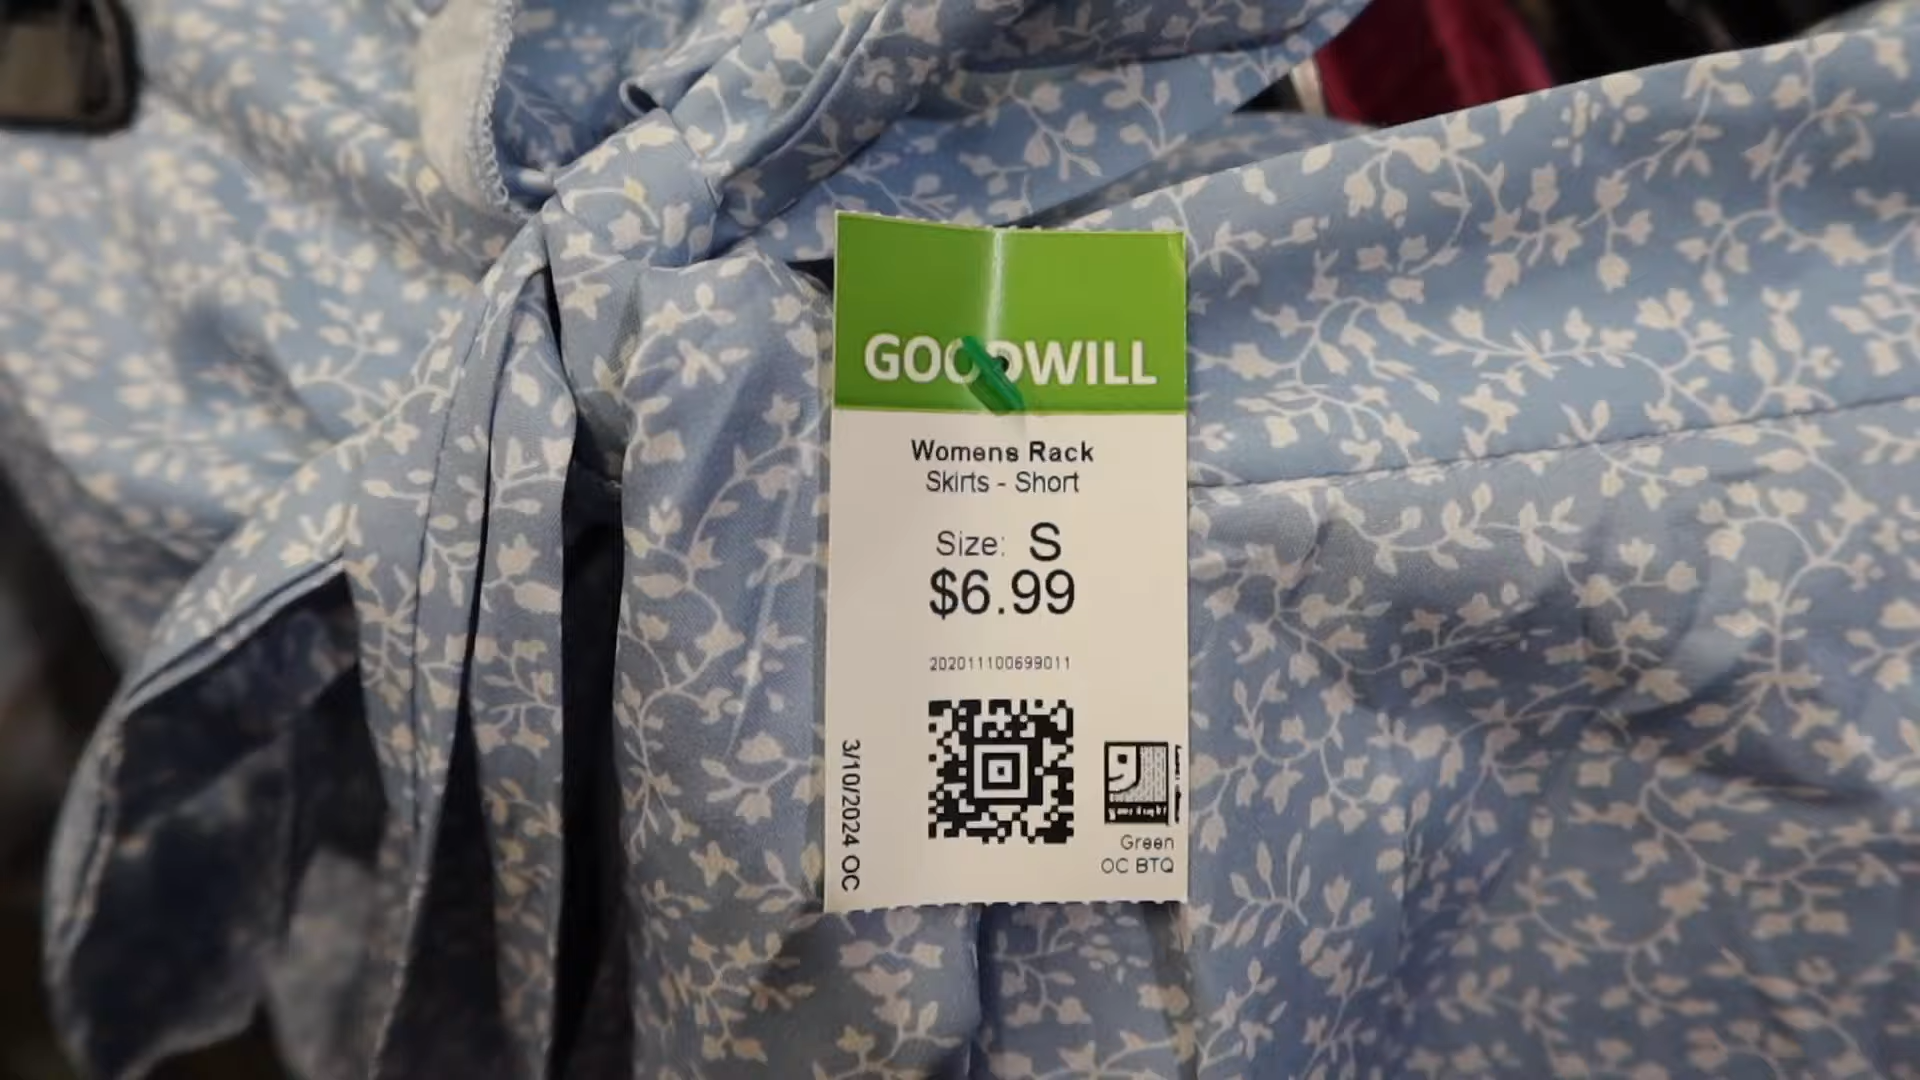 GOODWILL
Womens Rack
Skirts - Short
Size: S
$6.99
202011100699011
3/10/2024 OC
Green
OC BTQ